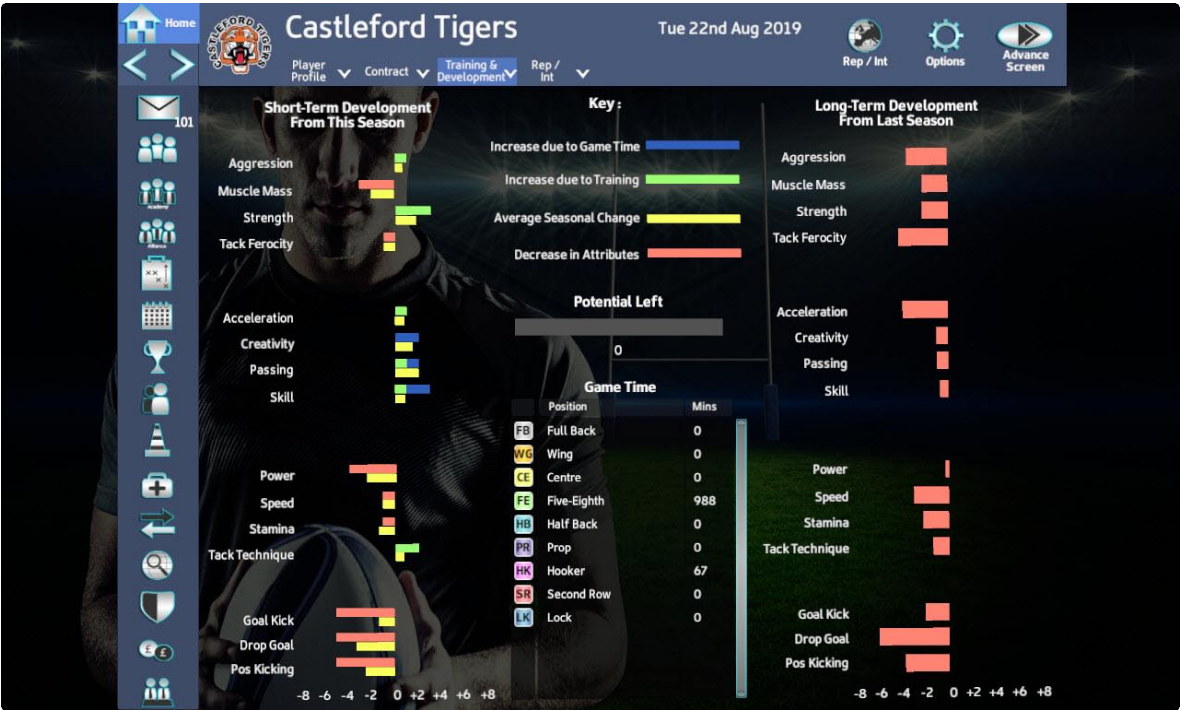 Home
CASTLEFORD TIGERS
Castleford Tigers
Tue 22nd Aug 2019
Rep / Int
Options
Advance
Screen
Player
Profile
Contract
Training &
Development
Rep /
Int
101
Academy
Alliance
Short-Term Development
From This Season
Aggression
Muscle Mass
Strength
Tack Ferocity
Acceleration
Creativity
Passing
Skill
Power
Speed
Stamina
Tack Technique
Goal Kick
Drop Goal
Pos Kicking
-8 -6 -4 -2 0 +2 +4 +6 +8
Key :
Increase due to Game Time
Increase due to Training
Average Seasonal Change
Decrease in Attributes
Potential Left
0
Game Time
Position Mins
FB Full Back 0
WG Wing 0
CE Centre 0
FE Five-Eighth 988
HB Half Back 0
PR Prop 0
HK Hooker 67
SR Second Row 0
LK Lock 0
Long-Term Development
From Last Season
Aggression
Muscle Mass
Strength
Tack Ferocity
Acceleration
Creativity
Passing
Skill
Power
Speed
Stamina
Tack Technique
Goal Kick
Drop Goal
Pos Kicking
-8 -6 -4 -2 0 +2 +4 +6 +8